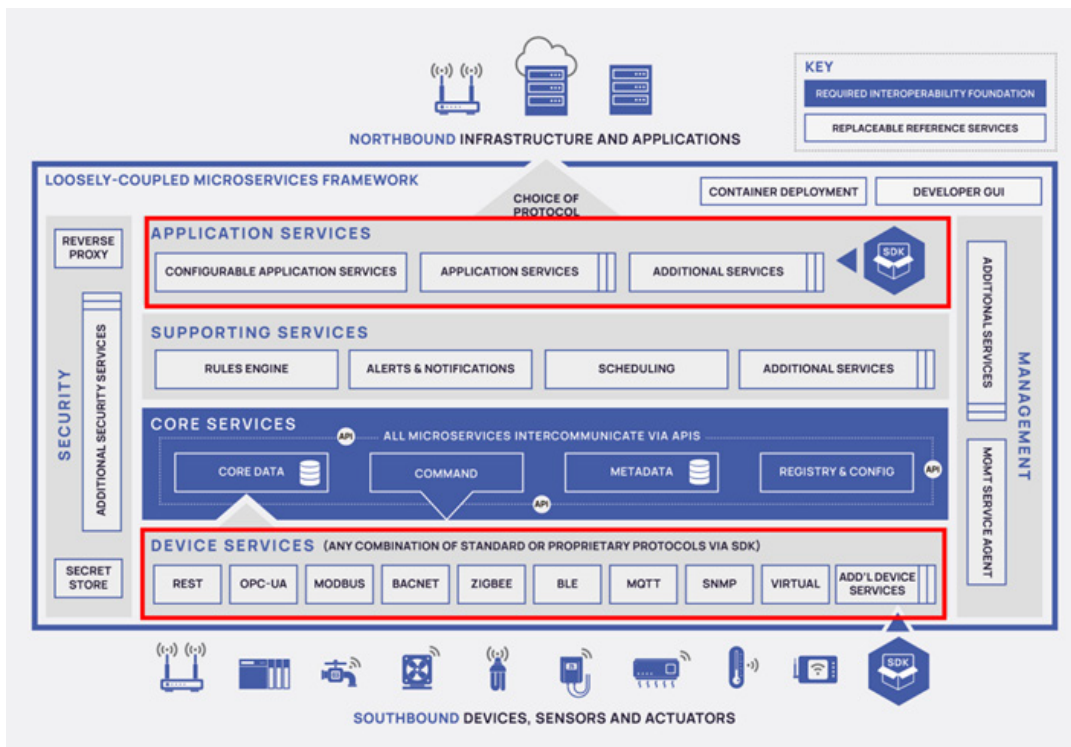 KEY
REQUIRED INTEROPERABILITY FOUNDATION
REPLACEABLE REFERENCE SERVICES
NORTHBOUND INFRASTRUCTURE AND APPLICATIONS
LOOSELY-COUPLED MICROSERVICES FRAMEWORK
CONTAINER DEPLOYMENT
DEVELOPER GUI
CHOICE OF
PROTOCOL
SECURITY
REVERSE
PROXY
ADDITIONAL SECURITY SERVICES
SECRET
STORE
APPLICATION SERVICES
CONFIGURABLE APPLICATION SERVICES
APPLICATION SERVICES
ADDITIONAL SERVICES
SDK
SUPPORTING SERVICES
RULES ENGINE
ALERTS & NOTIFICATIONS
SCHEDULING
ADDITIONAL SERVICES
CORE SERVICES
API
ALL MICROSERVICES INTERCOMMUNICATE VIA APIS
CORE DATA
COMMAND
METADATA
REGISTRY & CONFIG
API
API
DEVICE SERVICES (ANY COMBINATION OF STANDARD OR PROPRIETARY PROTOCOLS VIA SDK)
REST
OPC-UA
MODBUS
BACNET
ZIGBEE
BLE
MQTT
SNMP
VIRTUAL
ADD'L DEVICE
SERVICES
ADDITIONAL SERVICES
MANAGEMENT
MGMT SERVICE AGENT
SDK
SOUTHBOUND DEVICES, SENSORS AND ACTUATORS